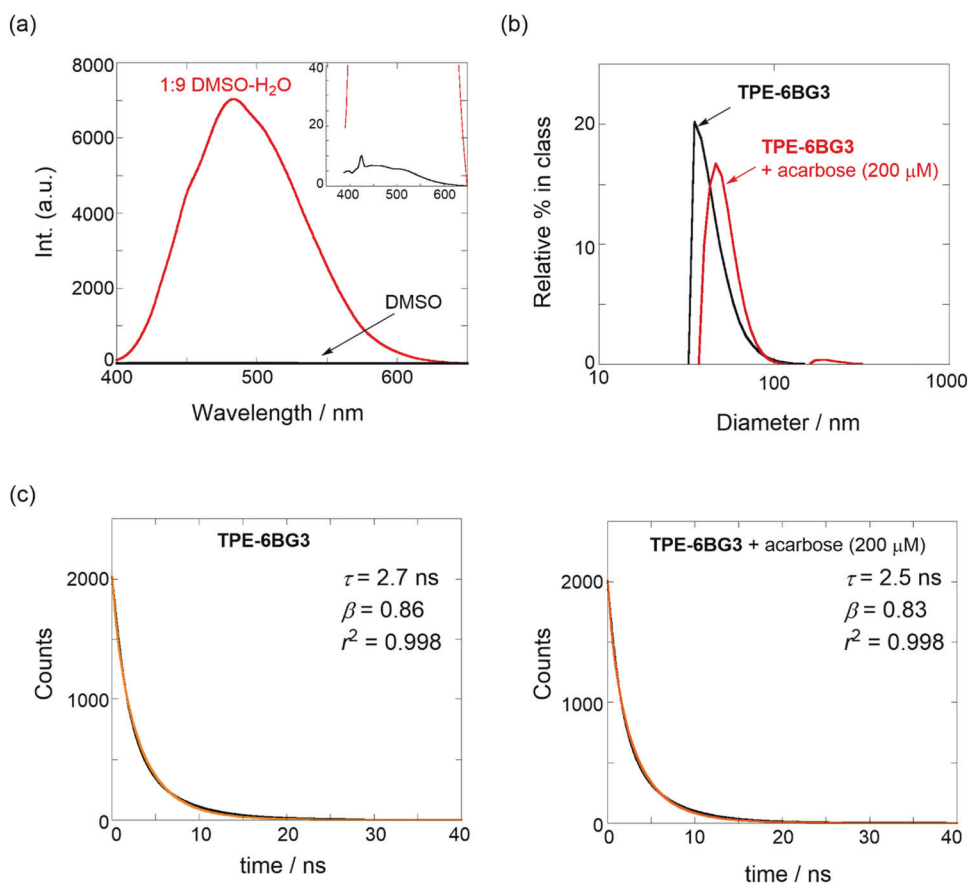 (a)
8000
6000
4000
2000
0
Int. (a.u.)
1:9 DMSO-H₂O
40
20
0
400 500 600
DMSO
400 500 600
Wavelength / nm
(b)
20
10
0
Relative % in class
TPE-6BG3
TPE-6BG3
+ acarbose (200 μM)
10 100 1000
Diameter / nm
(c)
2000
1000
0
Counts
TPE-6BG3
τ = 2.7 ns
β = 0.86
r² = 0.998
0 10 20 30 40
time / ns
2000
1000
0
Counts
TPE-6BG3 + acarbose (200 μM)
τ = 2.5 ns
β = 0.83
r² = 0.998
0 10 20 30 40
time / ns